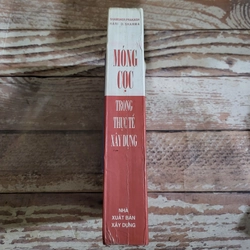 MÓNG
CỌC
TRONG
THỰC TẾ
XÂY DỰNG
NHÀ
XUẤT BẢN
XÂY DỰNG